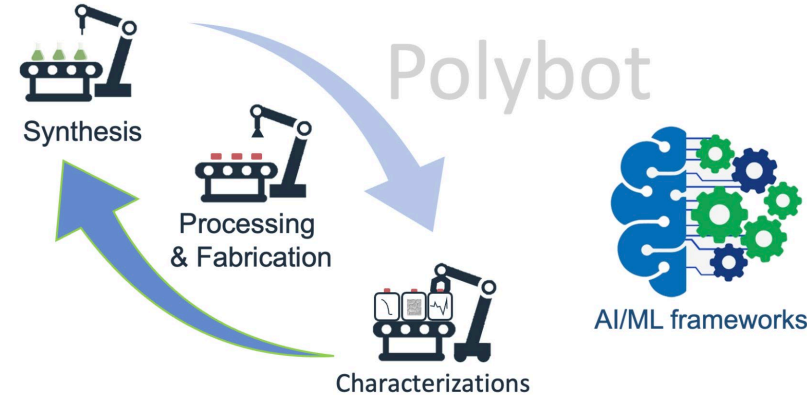 Polybot
Synthesis
Processing
& Fabrication
Characterizations
AI/ML frameworks